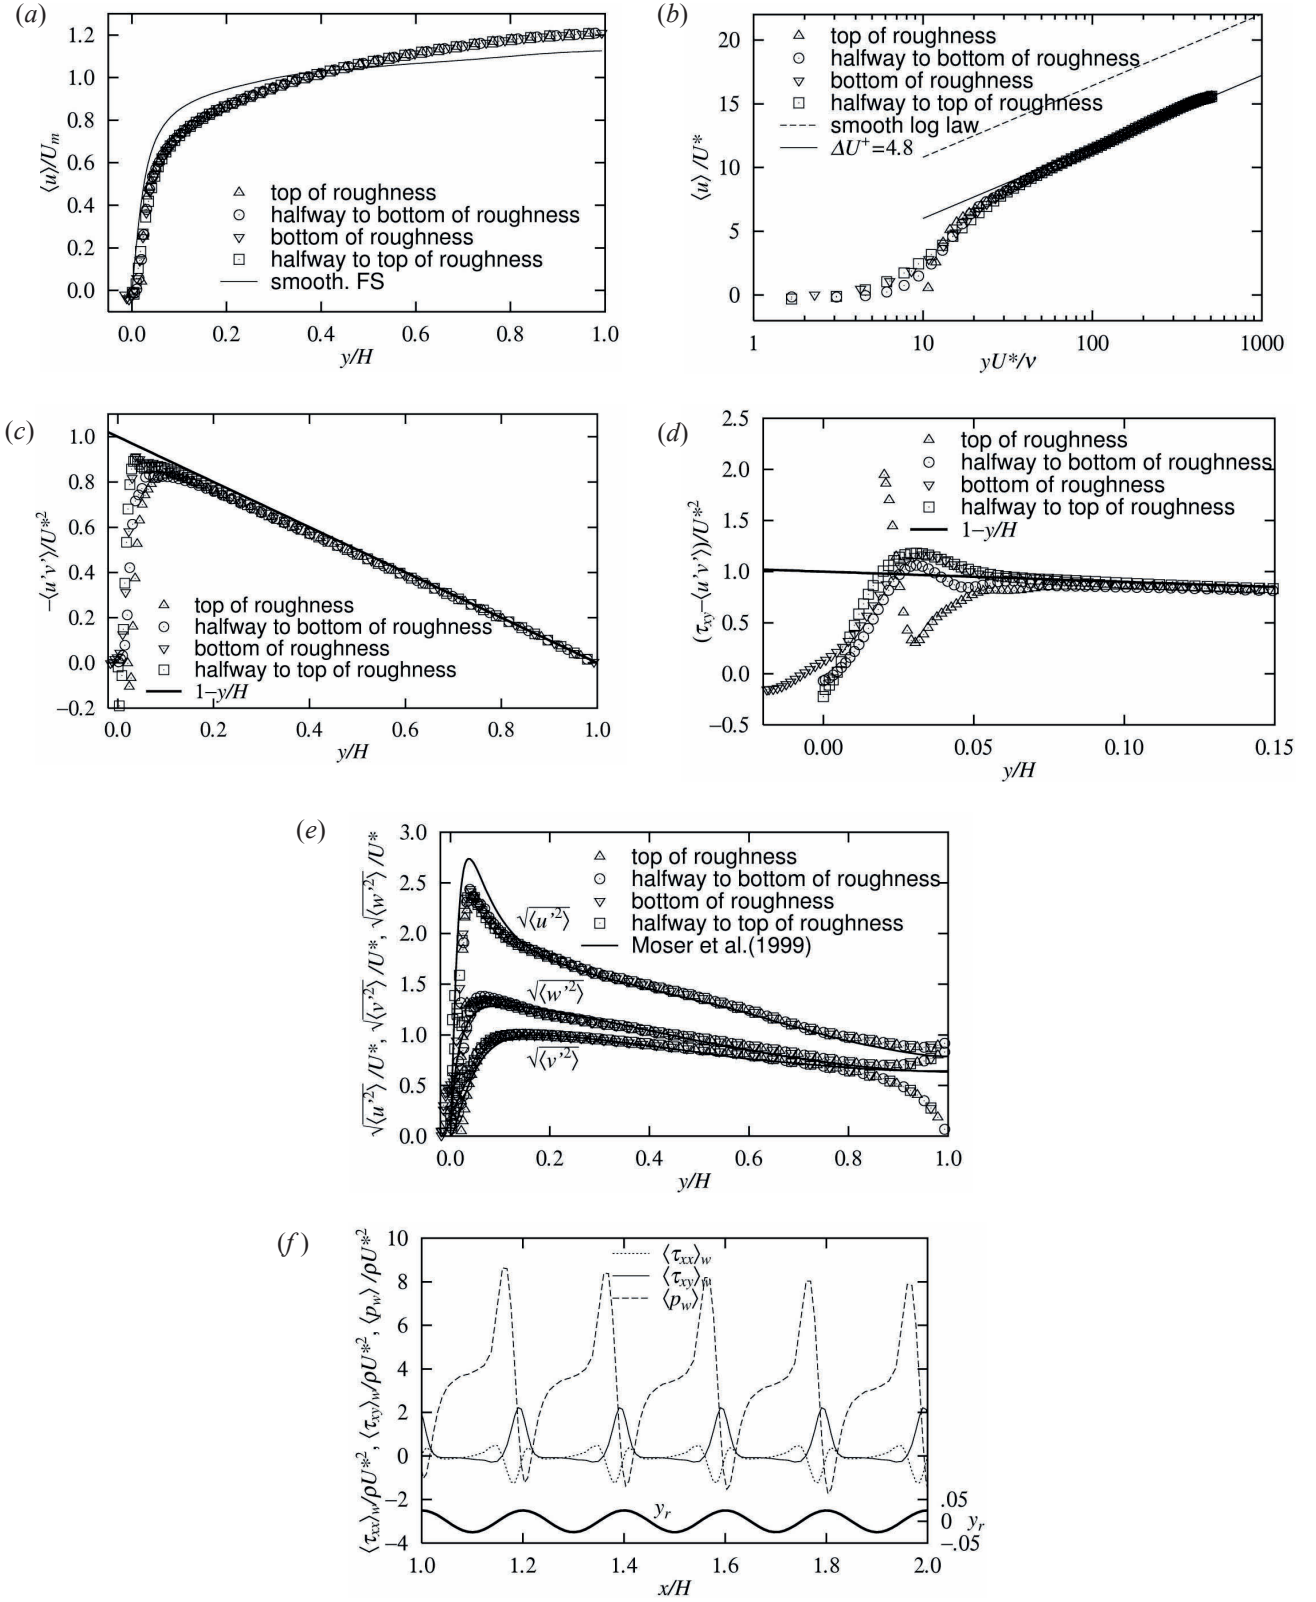 (a)
1.2
1.0
0.8
0.6
0.4
0.2
0.0
⟨u⟩/U_m
top of roughness
halfway to bottom of roughness
bottom of roughness
halfway to top of roughness
smooth. FS
0.0 0.2 0.4 0.6 0.8 1.0
y/H
(b)
20
15
10
5
0
⟨u⟩ /U*
top of roughness
halfway to bottom of roughness
bottom of roughness
halfway to top of roughness
smooth log law
ΔU⁺=4.8
1 10 100 1000
yU*/ν
(c)
1.0
0.8
0.6
0.4
0.2
0.0
−0.2
−⟨u'v'⟩/U*²
top of roughness
halfway to bottom of roughness
bottom of roughness
halfway to top of roughness
1−y/H
0.0 0.2 0.4 0.6 0.8 1.0
y/H
(d)
2.5
2.0
1.5
1.0
0.5
0.0
−0.5
(τ_xy−⟨u'v'⟩)/U*²
top of roughness
halfway to bottom of roughness
bottom of roughness
halfway to top of roughness
1−y/H
0.00 0.05 0.10 0.15
y/H
(e)
3.0
2.5
2.0
1.5
1.0
0.5
0.0
√⟨u'²⟩/U*, √⟨v'²⟩/U*, √⟨w'²⟩/U*
top of roughness
halfway to bottom of roughness
bottom of roughness
halfway to top of roughness
Moser et al.(1999)
√⟨u'²⟩
√⟨w'²⟩
√⟨v'²⟩
0.0 0.2 0.4 0.6 0.8 1.0
y/H
(f)
10
8
6
4
2
0
−2
−4
⟨τ_xx⟩_w/ρU*², ⟨τ_xy⟩_w/ρU*², ⟨p_w⟩/ρU*²
⟨τ_xx⟩_w
⟨τ_xy⟩_w
⟨p_w⟩
y_r
.05
0 y_r
−.05
1.0 1.2 1.4 1.6 1.8 2.0
x/H